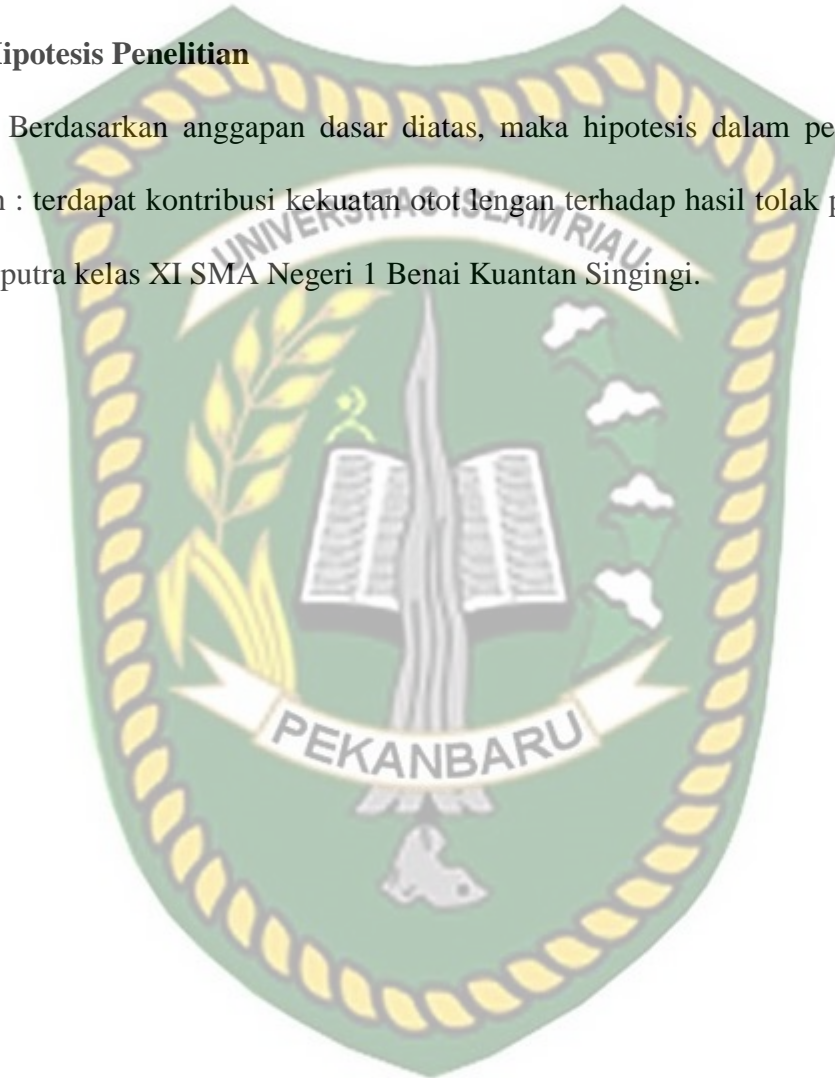 Hipotesis Penelitian
Berdasarkan anggapan dasar diatas, maka hipotesis dalam
: terdapat kontribusi kekuatan otot lengan terhadap hasil tolak
putra kelas XI SMA Negeri 1 Benai Kuantan Singingi.
UNIVERSITAS ISLAM RIAU
PEKANBARU